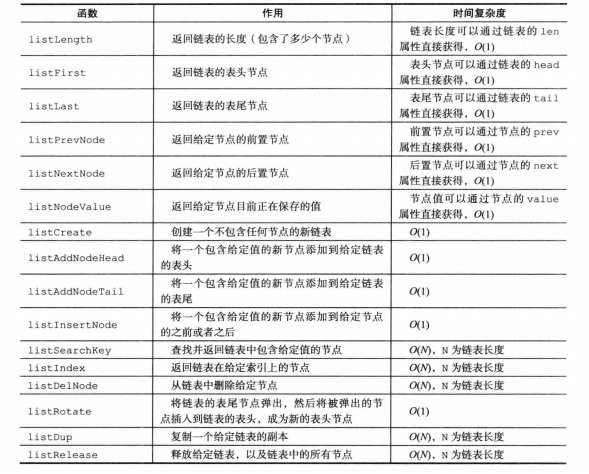 函数 作用 时间复杂度
listLength 返回链表的长度（包含了多少个节点） 链表长度可以通过链表的 len
属性直接获得，O(1)
listFirst 返回链表的表头节点 表头节点可以通过链表的 head
属性直接获得，O(1)
listLast 返回链表的表尾节点 表尾节点可以通过链表的 tail
属性直接获得，O(1)
listPrevNode 返回给定节点的前置节点 前置节点可以通过节点的 prev
属性直接获得，O(1)
listNextNode 返回给定节点的后置节点 后置节点可以通过节点的 next
属性直接获得，O(1)
listNodeValue 返回给定节点目前正在保存的值 节点值可以通过节点的 value
属性直接获得，O(1)
listCreate 创建一个不包含任何节点的新链表 O(1)
listAddNodeHead 将一个包含给定值的新节点添加到给定链表
的表头 O(1)
listAddNodeTail 将一个包含给定值的新节点添加到给定链表
的表尾 O(1)
listInsertNode 将一个包含给定值的新节点添加到给定节点
的之前或者之后 O(1)
listSearchKey 查找并返回链表中包含给定值的节点 O(N)，N 为链表长度
listIndex 返回链表在给定索引上的节点 O(N)，N 为链表长度
listDelNode 从链表中删除给定节点 O(N)，N 为链表长度
listRotate 将链表的表尾节点弹出，然后将被弹出的节
点插入到链表的表头，成为新的表头节点 O(1)
listDup 复制一个给定链表的副本 O(N)，N 为链表长度
listRelease 释放给定链表，以及链表中的所有节点 O(N)，N 为链表长度